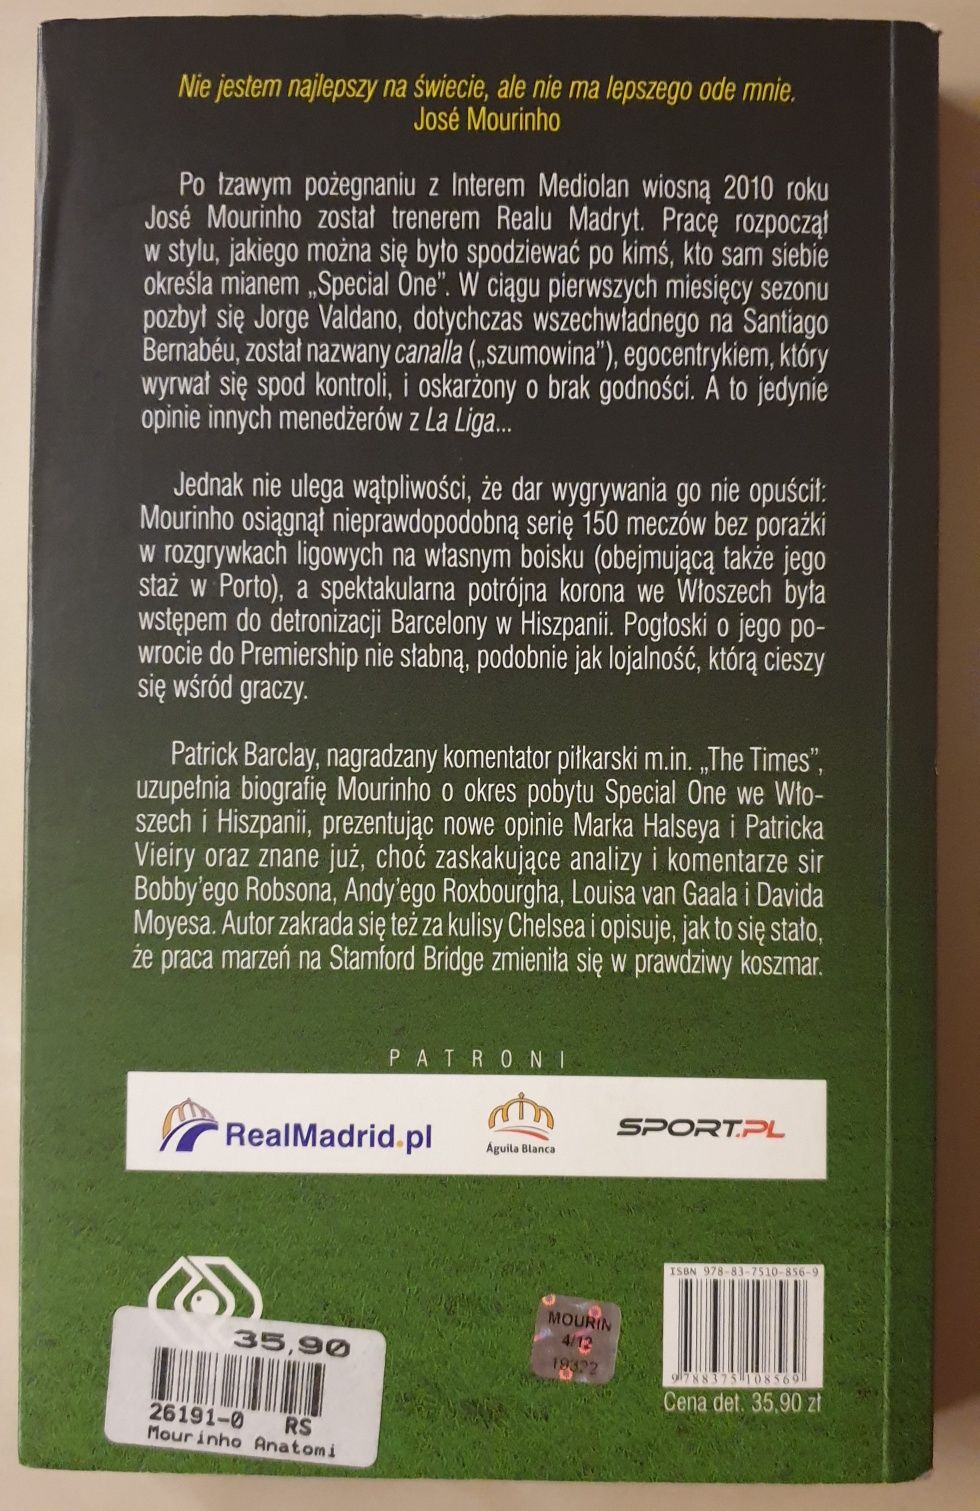 Nie jestem najlepszy na świecie, ale nie ma lepszego ode mnie.
José Mourinho
Po łzawym pożegnaniu z Interem Mediolan wiosną 2010 roku
José Mourinho został trenerem Realu Madryt. Pracę rozpoczął
w stylu, jakiego można się było spodziewać po kimś, kto sam siebie
określa mianem „Special One”. W ciągu pierwszych miesięcy sezonu
pozbył się Jorge Valdano, dotychczas wszechwładnego na Santiago
Bernabéu, został nazwany canalla („szumowina”), egocentrykiem, który
wyrwał się spod kontroli, i oskarżony o brak godności. A to jedynie
opinie innych menedżerów z La Liga...
Jednak nie ulega wątpliwości, że dar wygrywania go nie opuścił:
Mourinho osiągnął nieprawdopodobną serię 150 meczów bez porażki
w rozgrywkach ligowych na własnym boisku (obejmującą także jego
staż w Porto), a spektakularna potrójna korona we Włoszech była
wstępem do detronizacji Barcelony w Hiszpanii. Pogłoski o jego po-
wrocie do Premiership nie słabną, podobnie jak lojalność, którą cieszy
się wśród graczy.
Patrick Barclay, nagradzany komentator piłkarski m.in. „The Times”,
uzupełnia biografię Mourinho o okres pobytu Special One we Wło-
szech i Hiszpanii, prezentując nowe opinie Marka Halseya i Patricka
Vieiry oraz znane już, choć zaskakujące analizy i komentarze sir
Bobby’ego Robsona, Andy’ego Roxbourgha, Louisa van Gaala i Davida
Moyesa. Autor zakrada się też za kulisy Chelsea i opisuje, jak to się stało,
że praca marzeń na Stamford Bridge zmieniła się w prawdziwy koszmar.
PATRONI
RealMadrid.pl
Águila Blanca
SPORT.PL
ISBN 978-83-7510-856-9
9 788375 108569
Cena det. 35,90 zł
MOURIN
4/12
19322
35,90
26191-0 RS
Mourinho Anatomi